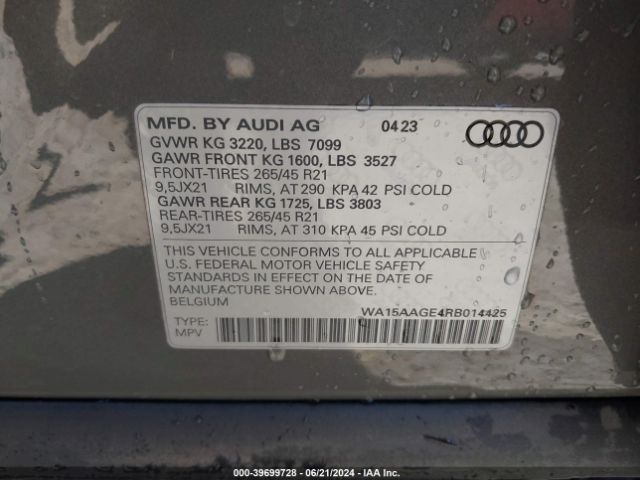 MFD. BY AUDI AG 0423
GVWR KG 3220, LBS 7099
GAWR FRONT KG 1600, LBS 3527
FRONT-TIRES 265/45 R21
9,5JX21 RIMS, AT 290 KPA 42 PSI COLD
GAWR REAR KG 1725, LBS 3803
REAR-TIRES 265/45 R21
9,5JX21 RIMS, AT 310 KPA 45 PSI COLD
THIS VEHICLE CONFORMS TO ALL APPLICABLE
U.S. FEDERAL MOTOR VEHICLE SAFETY
STANDARDS IN EFFECT ON THE DATE OF
MANUFACTURE SHOWN ABOVE.
BELGIUM
WA15AAGE4RB014425
TYPE:
MPV
000-39699728 - 06/21/2024 - IAA Inc.